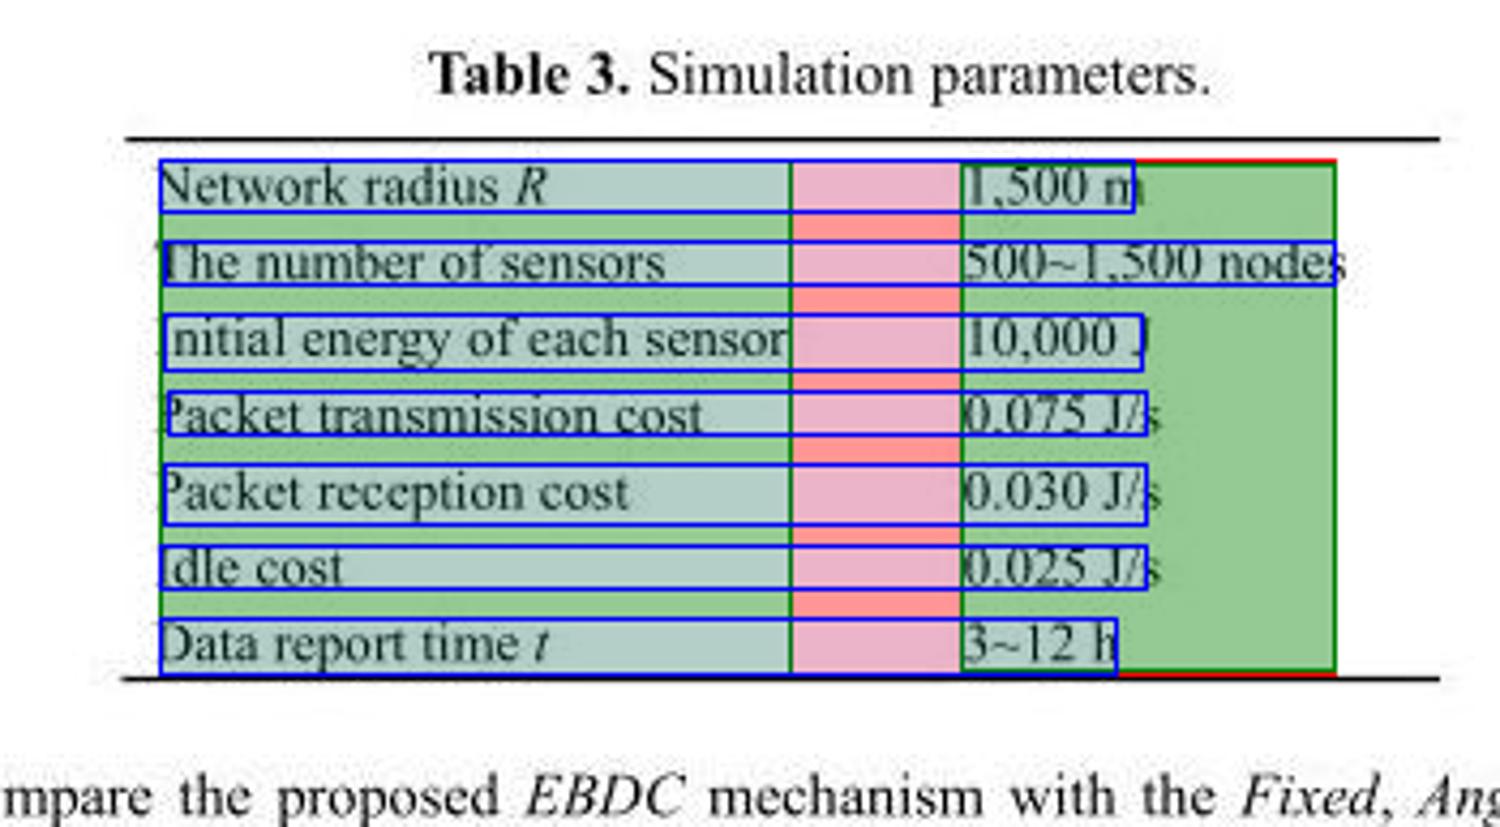 Table 3. Simulation parameters.
Network radius R 1,500 m
The number of sensors 500~1,500 nodes
Initial energy of each sensor 10,000 J
Packet transmission cost 0.075 J/s
Packet reception cost 0.030 J/s
Idle cost 0.025 J/s
Data report time t 3~12 h
mpare the proposed EBDC mechanism with the Fixed, Ang